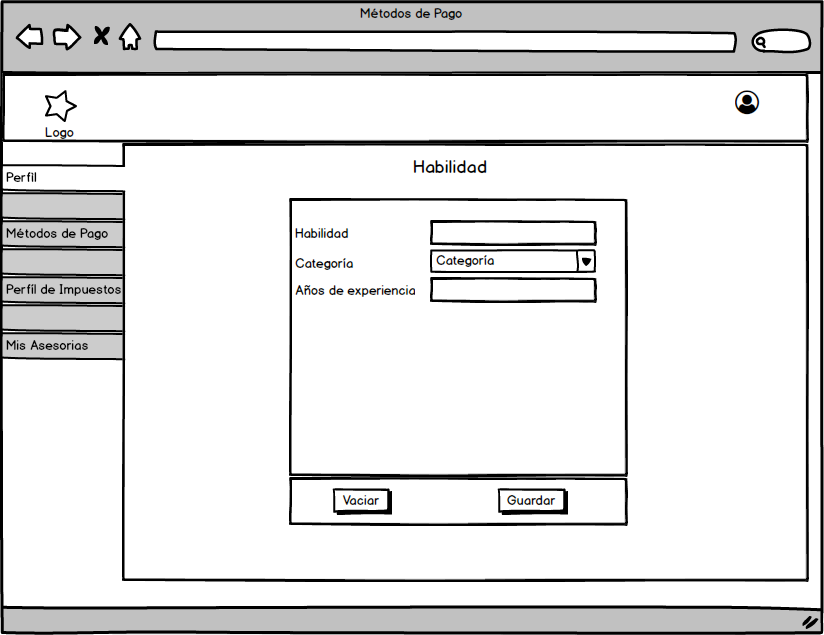 Métodos de Pago
Logo
Perfil
Métodos de Pago
Perfil de Impuestos
Mis Asesorias
Habilidad
Habilidad
Categoría
Categoría
Años de experiencia
Vaciar
Guardar